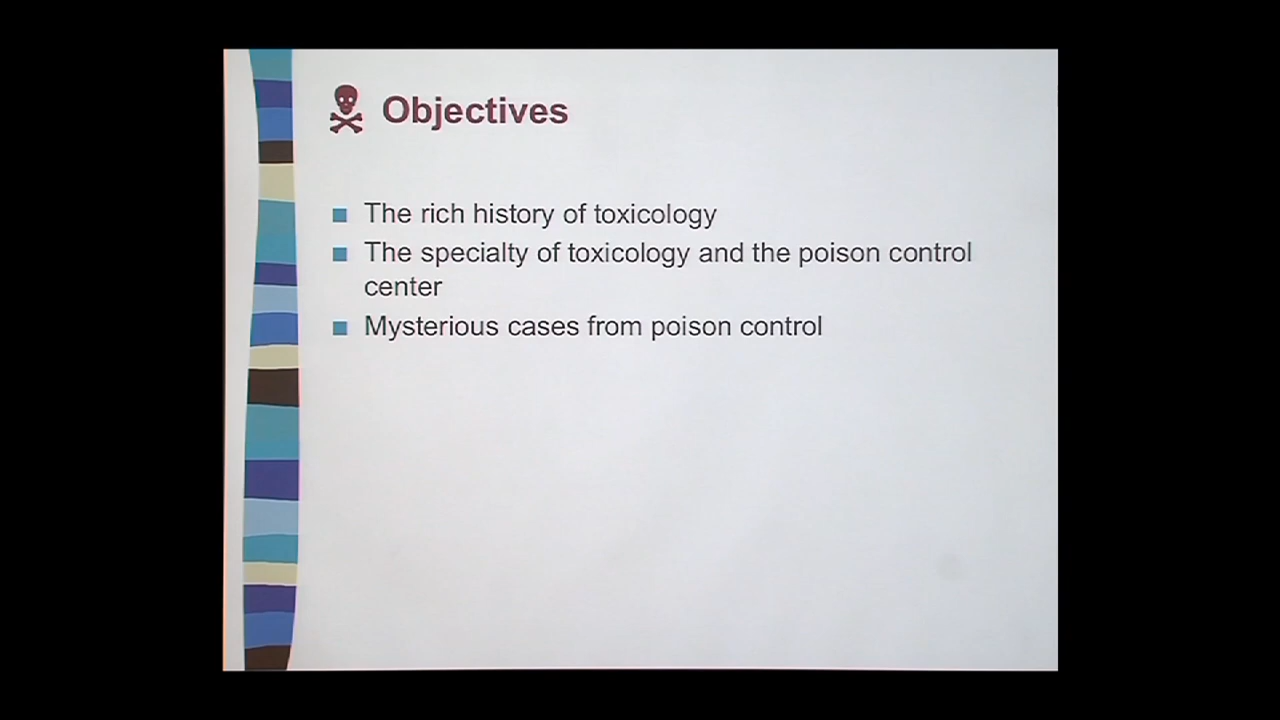 Objectives
The rich history of toxicology
The specialty of toxicology and the poison control
center
Mysterious cases from poison control